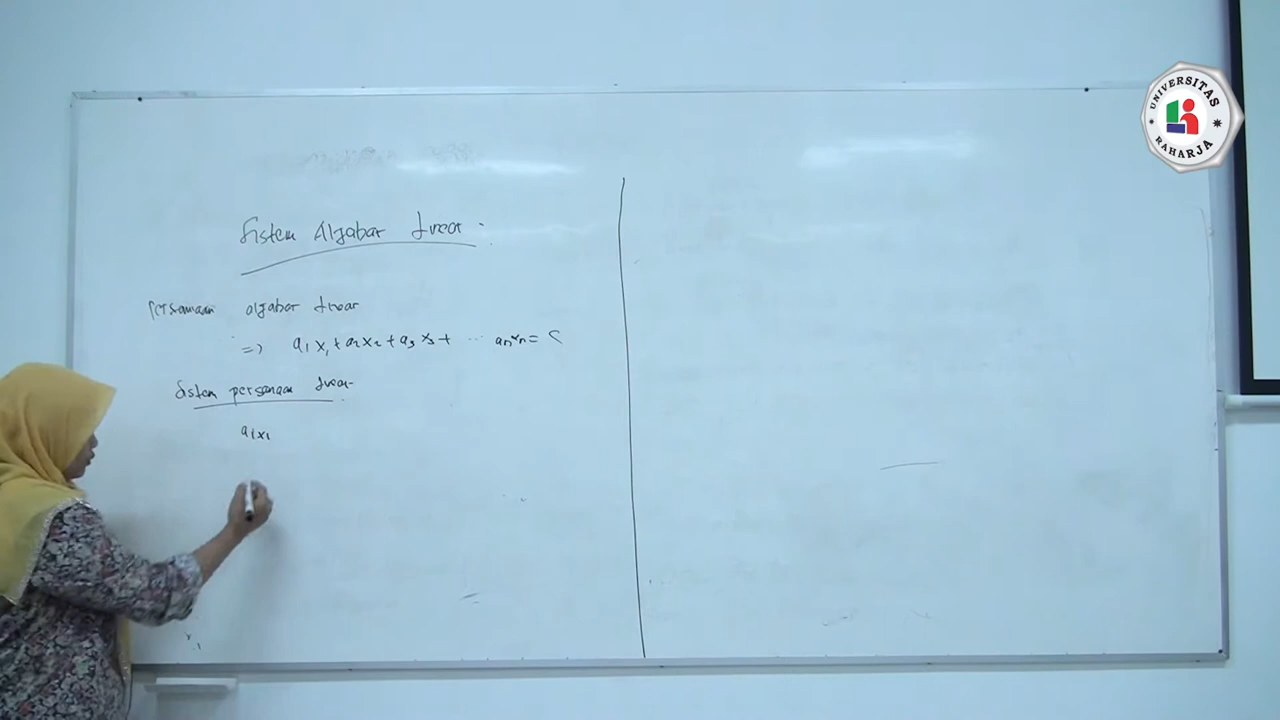 Sistem Aljabar Linear :
Persamaan aljabar linear
=> a₁x₁ + a₂x₂ + a₃x₃ + ... aₙxₙ = C
Sistem persamaan linear
a₁x₁
UNIVERSITAS
RAHARJA